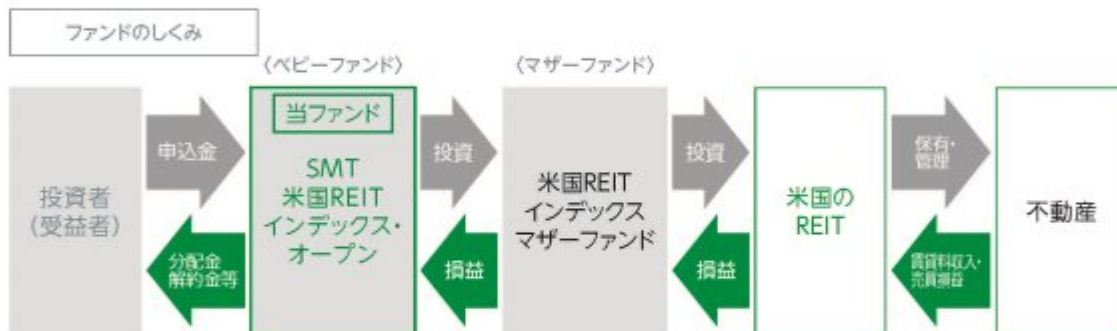 ファンドのしくみ
〈ベビーファンド〉
〈マザーファンド〉
投資者
(受益者)
申込金
分配金
解約金等
当ファンド
SMT
米国REIT
インデックス・
オープン
投資
損益
米国REIT
インデックス
マザーファンド
投資
損益
米国の
REIT
保有・
管理
賃貸料収入・
売買損益
不動産